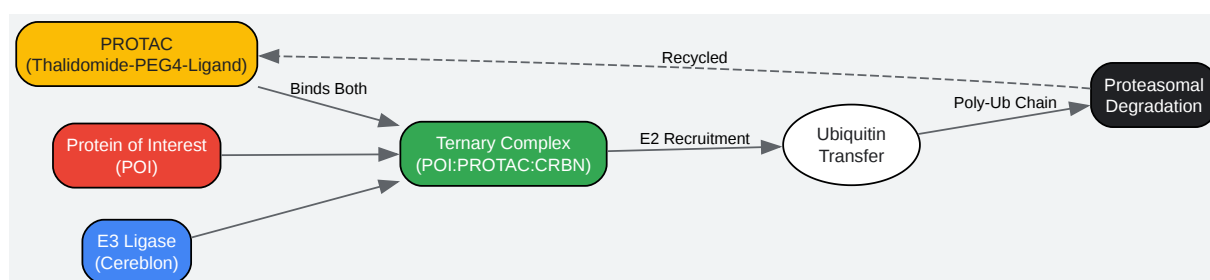 PROTAC
(Thalidomide-PEG4-Ligand)
Recycled
Proteasomal
Degradation
Binds Both
Poly-Ub Chain
Protein of Interest
(POI)
Ternary Complex
(POI:PROTAC:CRBN)
E2 Recruitment
Ubiquitin
Transfer
E3 Ligase
(Cereblon)